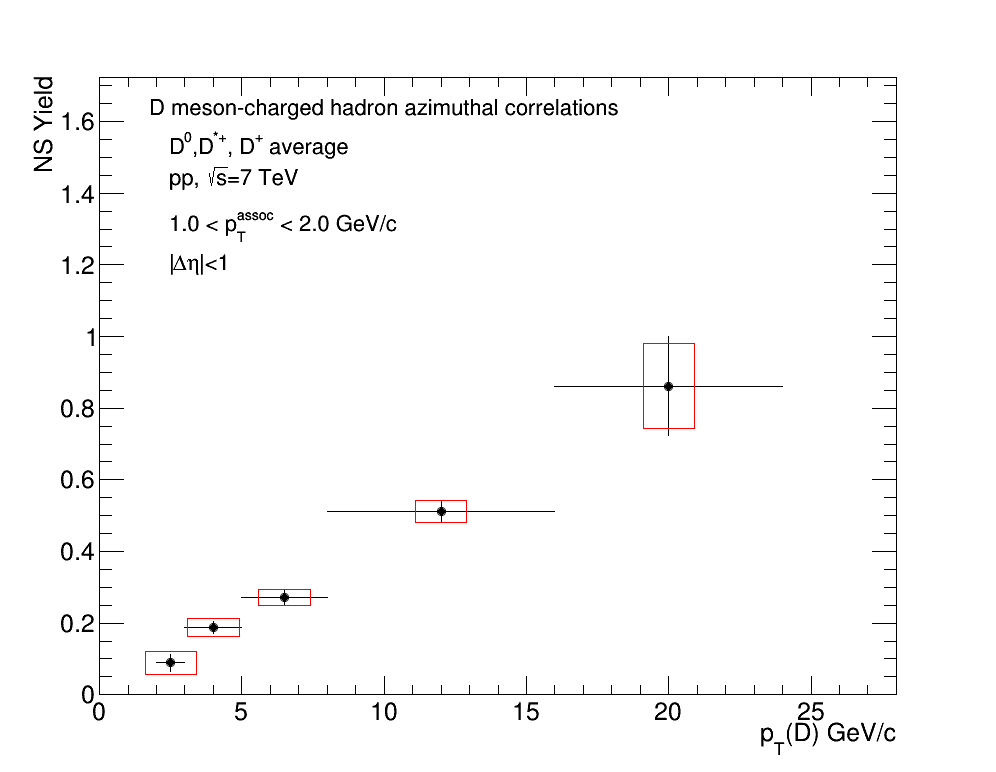 D meson-charged hadron azimuthal correlations
D⁰,D*⁺, D⁺ average
pp, √s=7 TeV
1.0 < p_T^assoc < 2.0 GeV/c
|Δη|<1
NS Yield
1.6
1.4
1.2
1
0.8
0.6
0.4
0.2
0
0 5 10 15 20 25
p_T(D) GeV/c